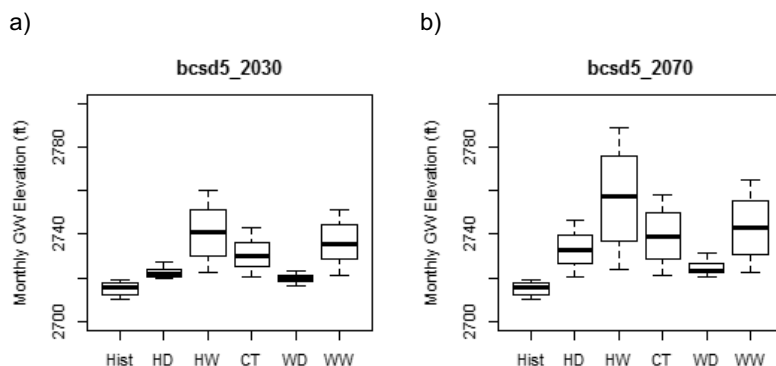 a)
bcsd5_2030
Monthly GW Elevation (ft)
2780
2740
2700
Hist HD HW CT WD WW
b)
bcsd5_2070
Monthly GW Elevation (ft)
2780
2740
2700
Hist HD HW CT WD WW